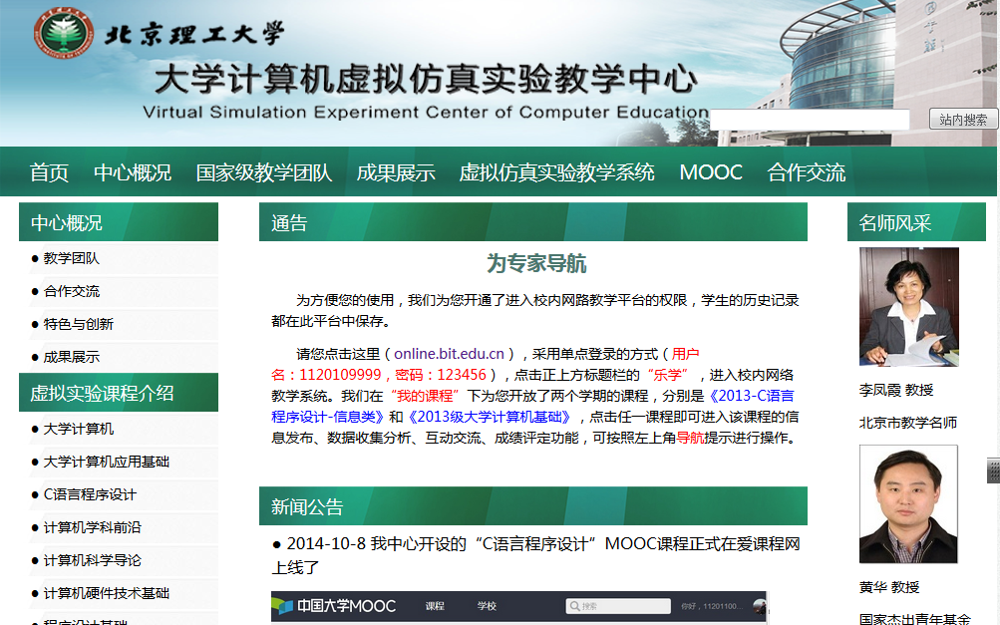 北京理工大学
大学计算机虚拟仿真实验教学中心
Virtual Simulation Experiment Center of Computer Education
站内搜索
首页 中心概况 国家级教学团队 成果展示 虚拟仿真实验教学系统 MOOC 合作交流
中心概况
● 教学团队
● 合作交流
● 特色与创新
● 成果展示
虚拟实验课程介绍
● 大学计算机
● 大学计算机应用基础
● C语言程序设计
● 计算机学科前沿
● 计算机科学导论
● 计算机硬件技术基础
● 程序设计基础
通告
为专家导航
为方便您的使用，我们为您开通了进入校内网路教学平台的权限，学生的历史记录
都在此平台中保存。
请您点击这里（online.bit.edu.cn），采用单点登录的方式（用户
名：1120109999，密码：123456），点击正上方标题栏的“乐学”，进入校内网络
教学系统。我们在“我的课程”下为您开放了两个学期的课程，分别是《2013-C语言
程序设计-信息类》和《2013级大学计算机基础》，点击任一课程即可进入该课程的信
息发布、数据收集分析、互动交流、成绩评定功能，可按照左上角导航提示进行操作。
新闻公告
● 2014-10-8 我中心开设的“C语言程序设计”MOOC课程正式在爱课程网
上线了
中国大学MOOC 课程 学校 搜索 你好，11201100...
名师风采
李凤霞 教授
北京市教学名师
黄华 教授
国家杰出青年基金